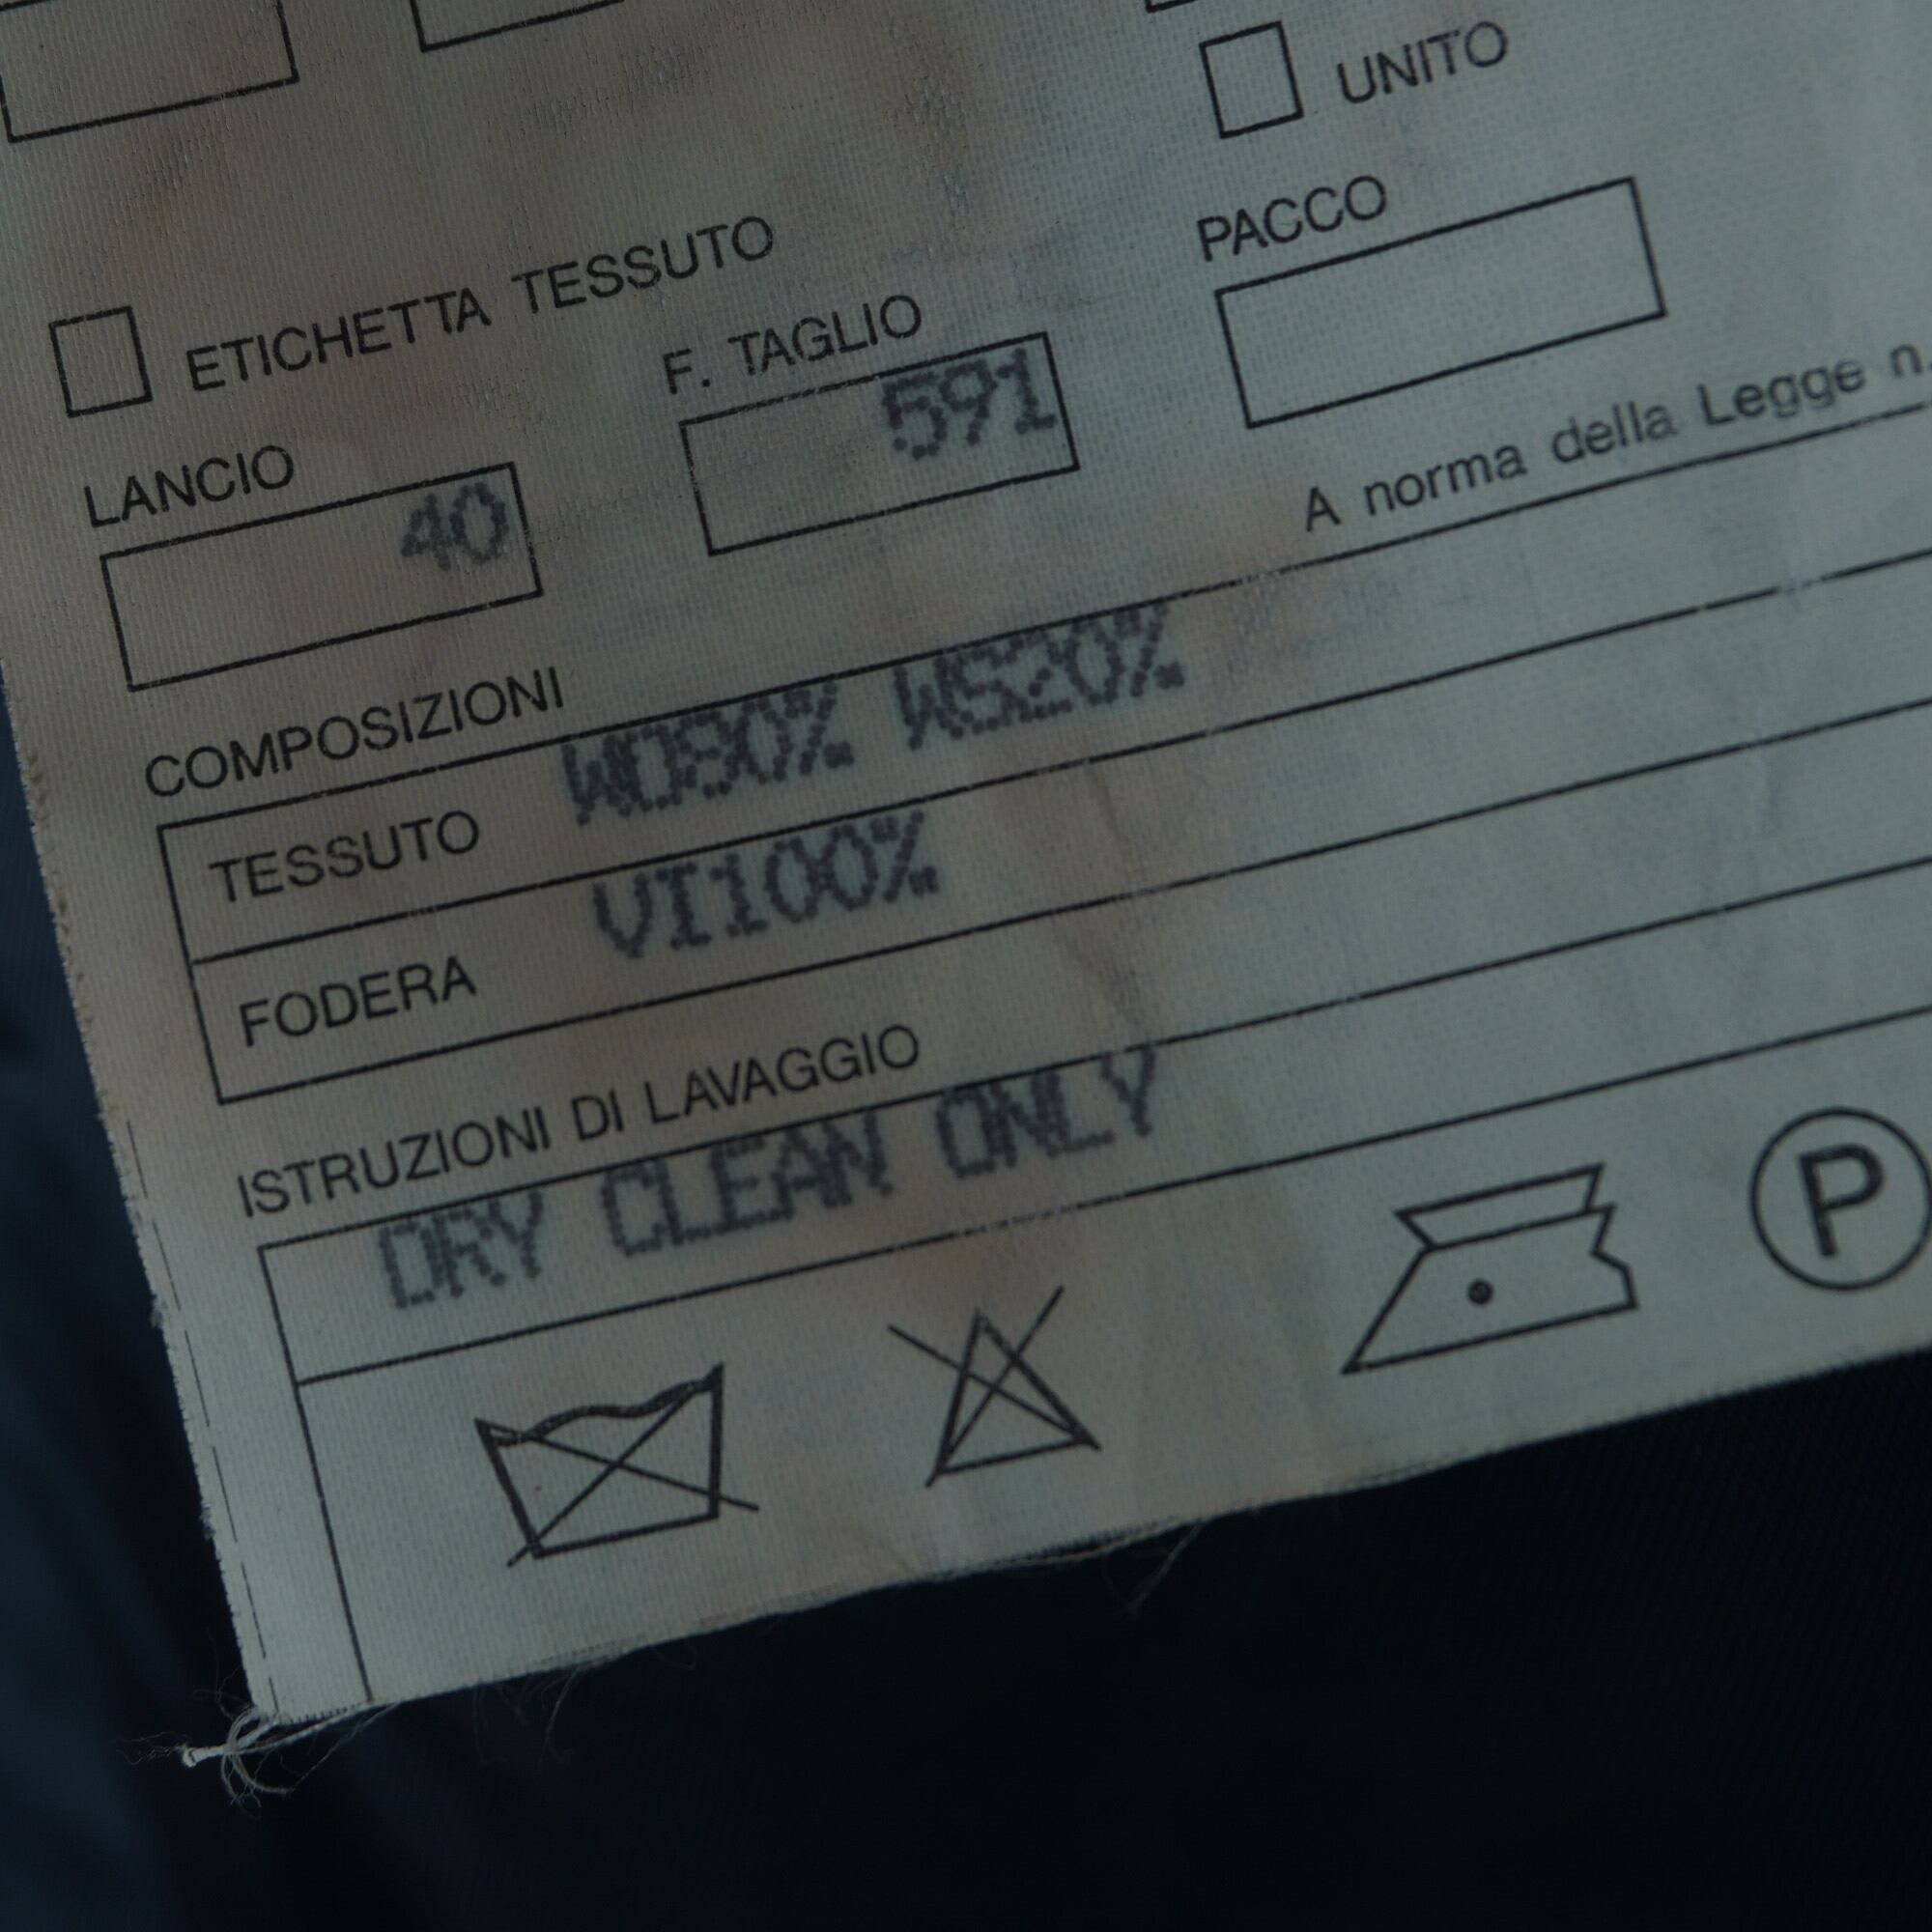 UNITO
ETICHETTA TESSUTO
PACCO
LANCIO
40
F. TAGLIO
591
A norma della Legge n.
COMPOSIZIONI
TESSUTO WO80% WS20%
FODERA VI100%
ISTRUZIONI DI LAVAGGIO
DRY CLEAN ONLY
P